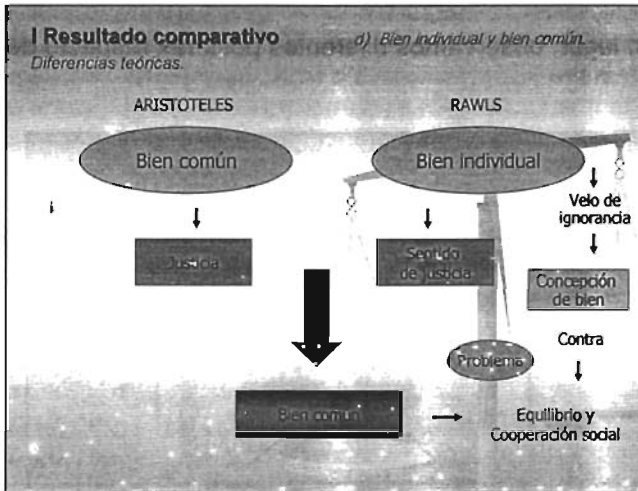 I Resultado comparativo
d) Bien individual y bien común.
Diferencias teóricas.
ARISTOTELES
RAWLS
Bien común
Bien individual
Velo de
ignorancia
Justicia
Sentido
de justicia
Concepción
de bien
Contra
Problema
Bien común
Equilibrio y
Cooperación social